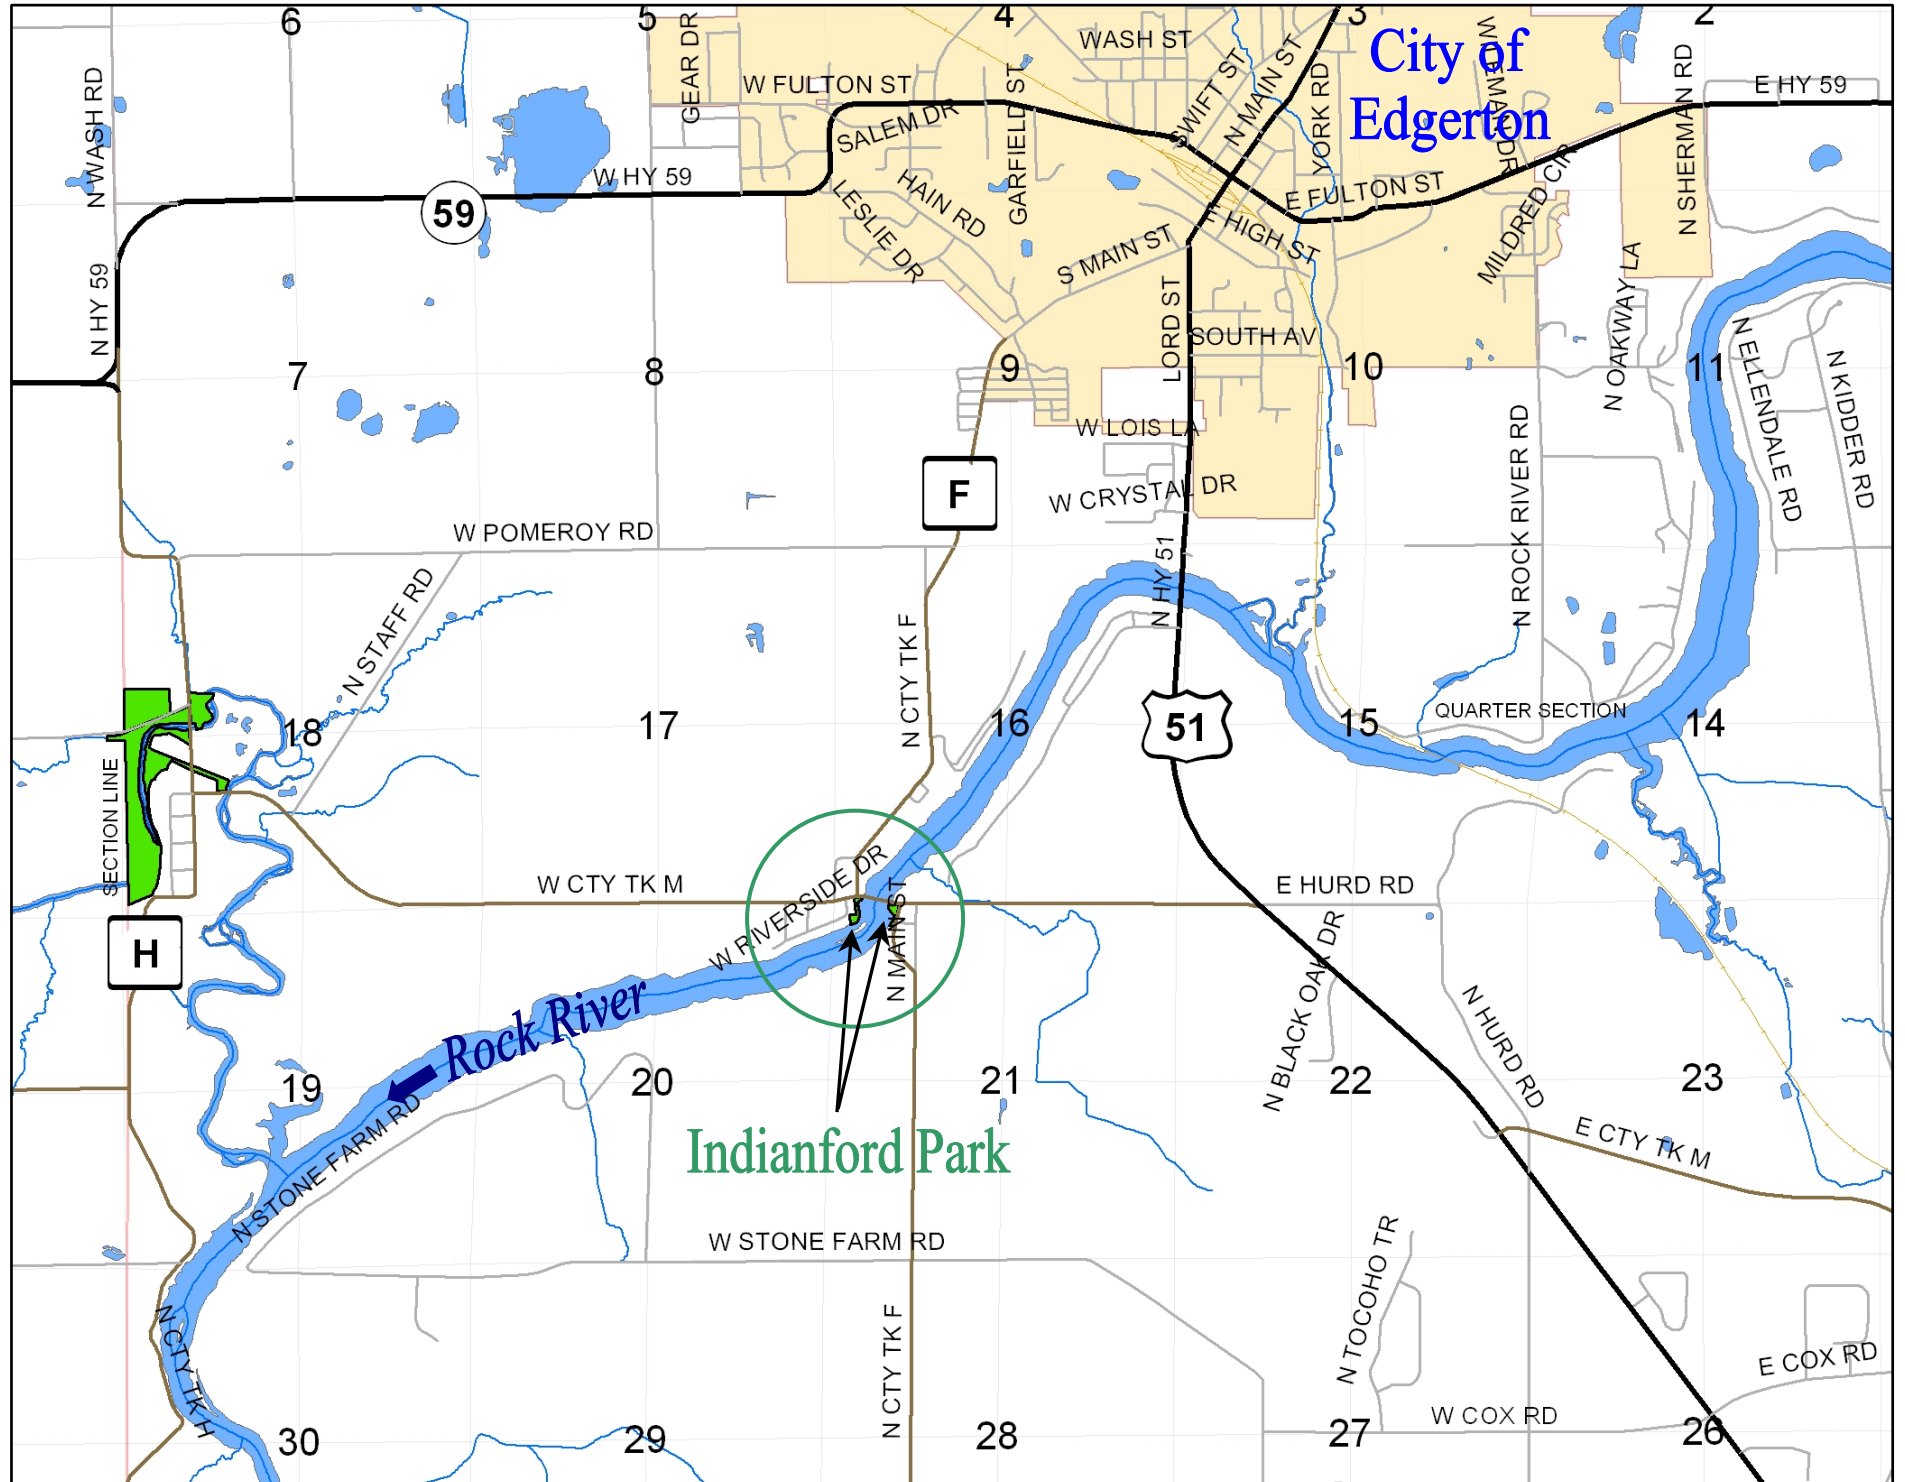 6
5
4
3
2
WASH ST
City of
Edgerton
GEAR DR
N WASH RD
W FULTON ST
SALEM DR
GARFIELD ST
SWIFT ST
N MAIN ST
YORK RD
N SHERMAN RD
E HY 59
W HY 59
59
HAIN RD
LESLIE DR
E FULTON ST
E HIGH ST
MILDRED CIR
S MAIN ST
N HY 59
LORD ST
SOUTH AV
N OAKWAY LA
N ELLENDALE RD
N KIDDER RD
7
8
9
10
11
W LOIS LA
W CRYSTAL DR
F
N ROCK RIVER RD
W POMEROY RD
N HY 51
N STAFF RD
N CTY TK F
18
17
16
51
15
QUARTER SECTION
14
SECTION LINE
W CTY TK M
W RIVERSIDE DR
N MAIN ST
E HURD RD
H
N BLACK OAK DR
N HURD RD
Rock River
19
20
21
22
23
N STONE FARM RD
Indianford Park
E CTY TK M
W STONE FARM RD
N TOCOHO TR
N CTY TK H
N CTY TK F
E COX RD
W COX RD
30
29
28
27
26